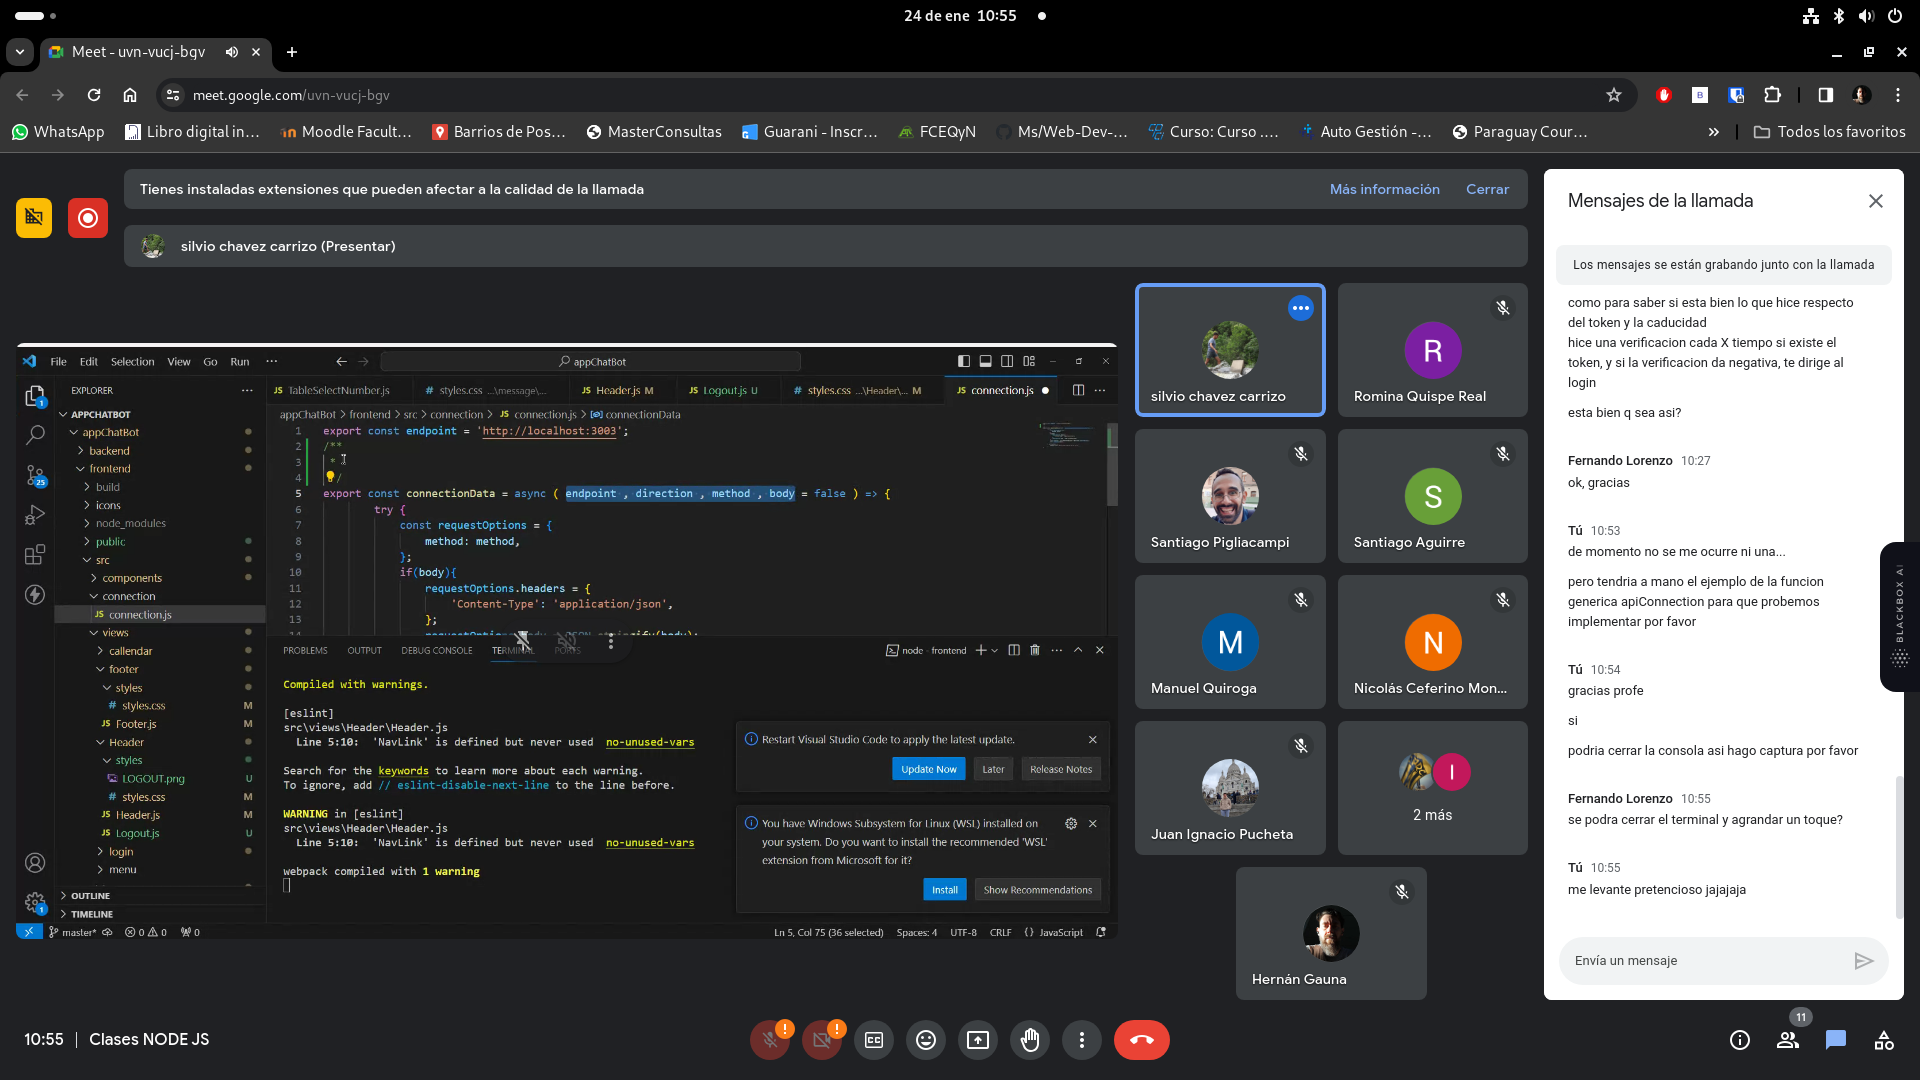 24 de ene 10:55
Meet - uvn-vucj-bgv
meet.google.com/uvn-vucj-bgv
WhatsApp
Libro digital in...
Moodle Facult...
Barrios de Pos...
MasterConsultas
Guarani - Inscr...
FCEQyN
Ms/Web-Dev-...
Curso: Curso ....
Auto Gestión -...
Paraguay Cour...
Todos los favoritos
Tienes instaladas extensiones que pueden afectar a la calidad de la llamada
Más información
Cerrar
silvio chavez carrizo (Presentar)
File Edit Selection View Go Run ...
appChatBot
EXPLORER
APPCHATBOT
appChatBot
backend
frontend
build
icons
node_modules
public
src
components
connection
JS connection.js
views
callendar
footer
styles
# styles.css M
JS Footer.js M
Header
styles
LOGOUT.png U
# styles.css M
JS Header.js M
JS Logout.js U
login
menu
OUTLINE
TIMELINE
25
1
1
JS TableSelectNumber.js
# styles.css ...\message\...
JS Header.js M
JS Logout.js U
# styles.css ...\Header\... M
JS connection.js
appChatBot > frontend > src > connection > JS connection.js > connectionData
1 export const endpoint = 'http://localhost:3003';
2 /**
3 *
4 /
5 export const connectionData = async ( endpoint , direction , method , body = false ) => {
6 try {
7 const requestOptions = {
8 method: method,
9 };
10 if(body){
11 requestOptions.headers = {
12 'Content-Type': 'application/json',
13 };
PROBLEMS
OUTPUT
DEBUG CONSOLE
TERMINAL
PORTS
node - frontend
Compiled with warnings.
[eslint]
src\views\Header\Header.js
Line 5:10: 'NavLink' is defined but never used no-unused-vars
Search for the keywords to learn more about each warning.
To ignore, add // eslint-disable-next-line to the line before.
WARNING in [eslint]
src\views\Header\Header.js
Line 5:10: 'NavLink' is defined but never used no-unused-vars
webpack compiled with 1 warning
Restart Visual Studio Code to apply the latest update.
Update Now
Later
Release Notes
You have Windows Subsystem for Linux (WSL) installed on
your system. Do you want to install the recommended 'WSL'
extension from Microsoft for it?
Install
Show Recommendations
master*
0 0
0
Ln 5, Col 75 (36 selected)
Spaces: 4
UTF-8
CRLF
{} JavaScript
silvio chavez carrizo
R
Romina Quispe Real
Santiago Pigliacampi
S
Santiago Aguirre
M
Manuel Quiroga
N
Nicolás Ceferino Mon...
Juan Ignacio Pucheta
I
2 más
Hernán Gauna
Mensajes de la llamada
Los mensajes se están grabando junto con la llamada
como para saber si esta bien lo que hice respecto
del token y la caducidad
hice una verificacion cada X tiempo si existe el
token, y si la verificacion da negativa, te dirige al
login
esta bien q sea asi?
Fernando Lorenzo 10:27
ok, gracias
Tú 10:53
de momento no se me ocurre ni una...
pero tendria a mano el ejemplo de la funcion
generica apiConnection para que probemos
implementar por favor
Tú 10:54
gracias profe
si
podria cerrar la consola asi hago captura por favor
Fernando Lorenzo 10:55
se podra cerrar el terminal y agrandar un toque?
Tú 10:55
me levante pretencioso jajajaja
Envía un mensaje
BLACKBOX AI
10:55 | Clases NODE JS
11